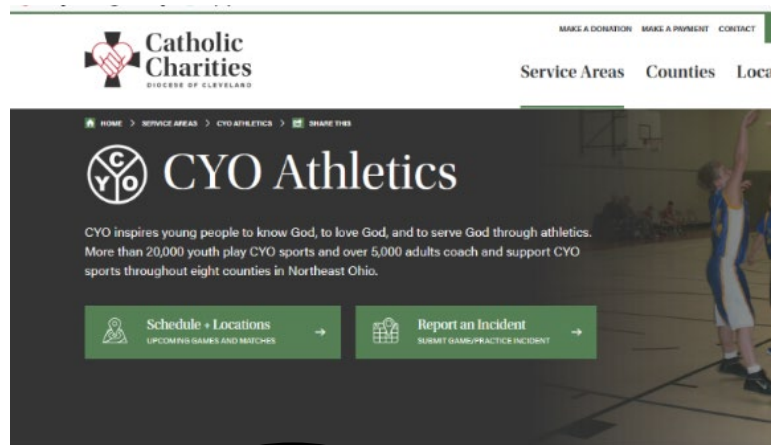 MAKE A DONATION MAKE A PAYMENT CONTACT
Catholic
Charities
DIOCESE OF CLEVELAND
Service Areas Counties
HOME > SERVICE AREAS > CYO ATHLETICS > SHARE THIS
CYO
CYO Athletics
CYO inspires young people to know God, to love God, and to serve God through athletics.
More than 20,000 youth play CYO sports and over 5,000 adults coach and support CYO
sports throughout eight counties in Northeast Ohio.
Schedule + Locations
UPCOMING GAMES AND MATCHES
→
Report an Incident
SUBMIT GAME/PRACTICE INCIDENT
→